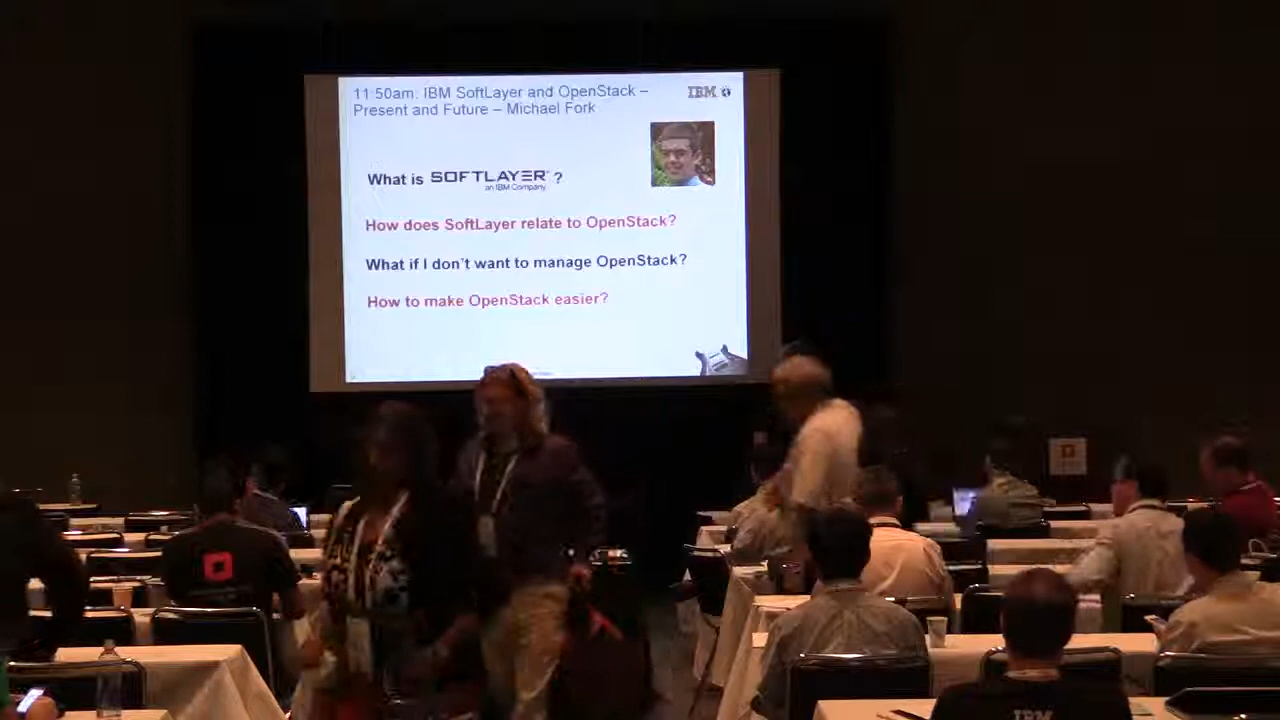 11:50am: IBM SoftLayer and OpenStack –
Present and Future – Michael Fork
IBM
What is SOFTLAYER ?
an IBM Company
How does SoftLayer relate to OpenStack?
What if I don't want to manage OpenStack?
How to make OpenStack easier?
IBM